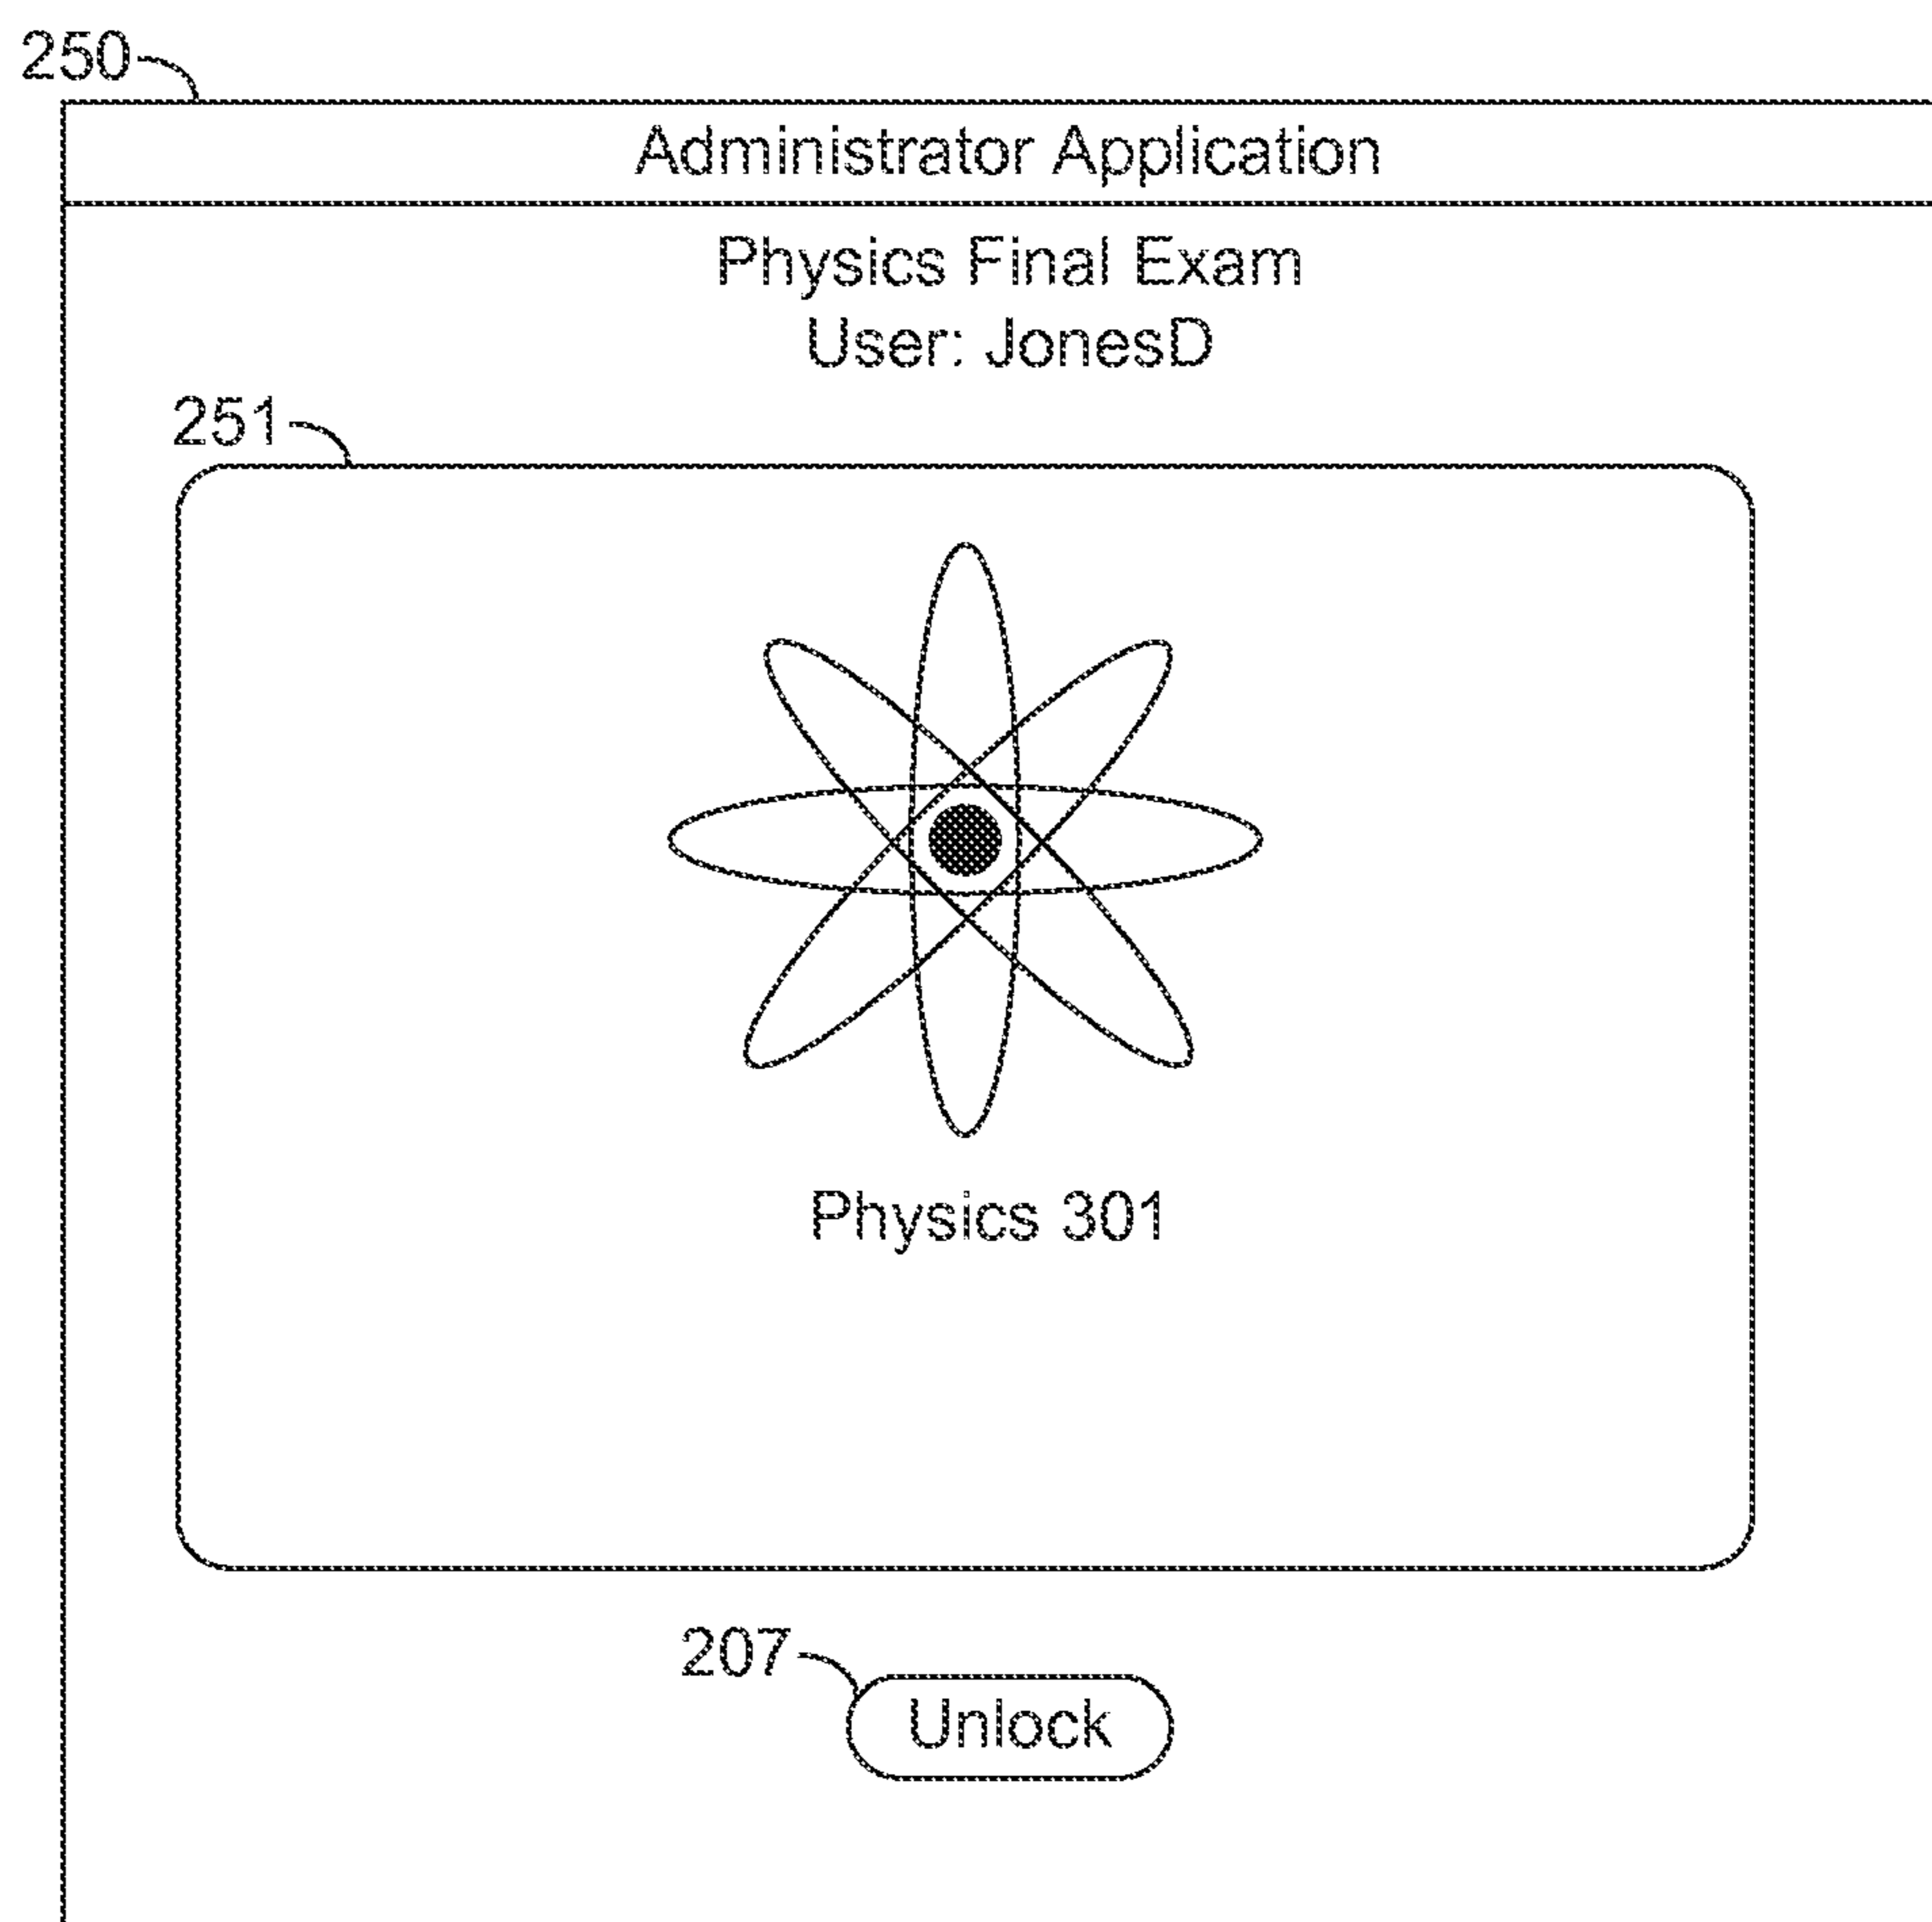 250
Administrator Application
Physics Final Exam
User: JonesD
251
Physics 301
207
Unlock